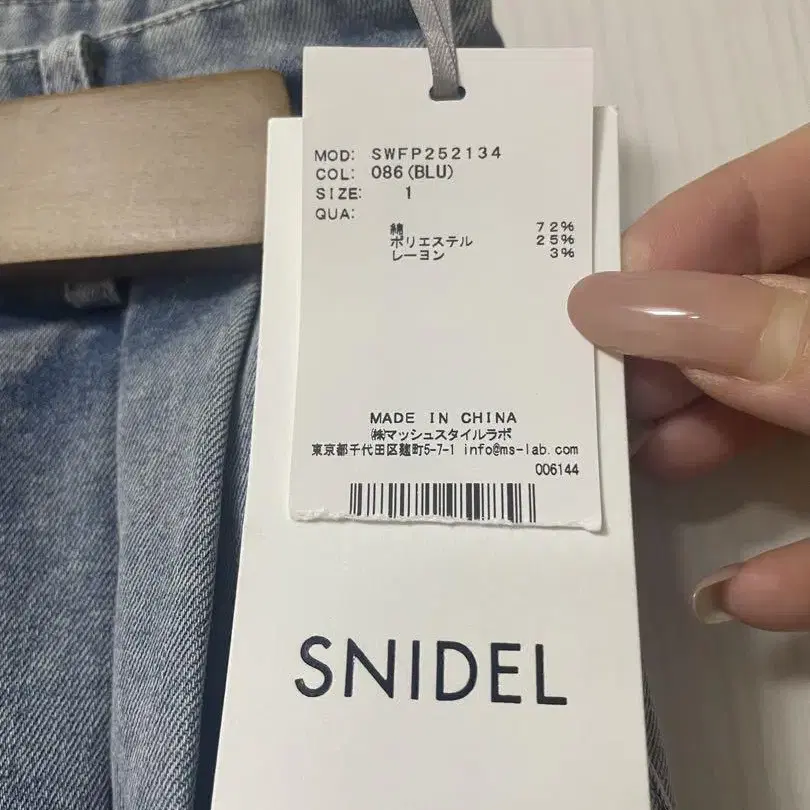 MOD: SWFP252134
COL: 086(BLU)
SIZE: 1
QUA:
綿 72%
ポリエステル 25%
レーヨン 3%
MADE IN CHINA
㈱マッシュスタイルラボ
東京都千代田区麹町5-7-1 info@ms-lab.com
006144
SNIDEL